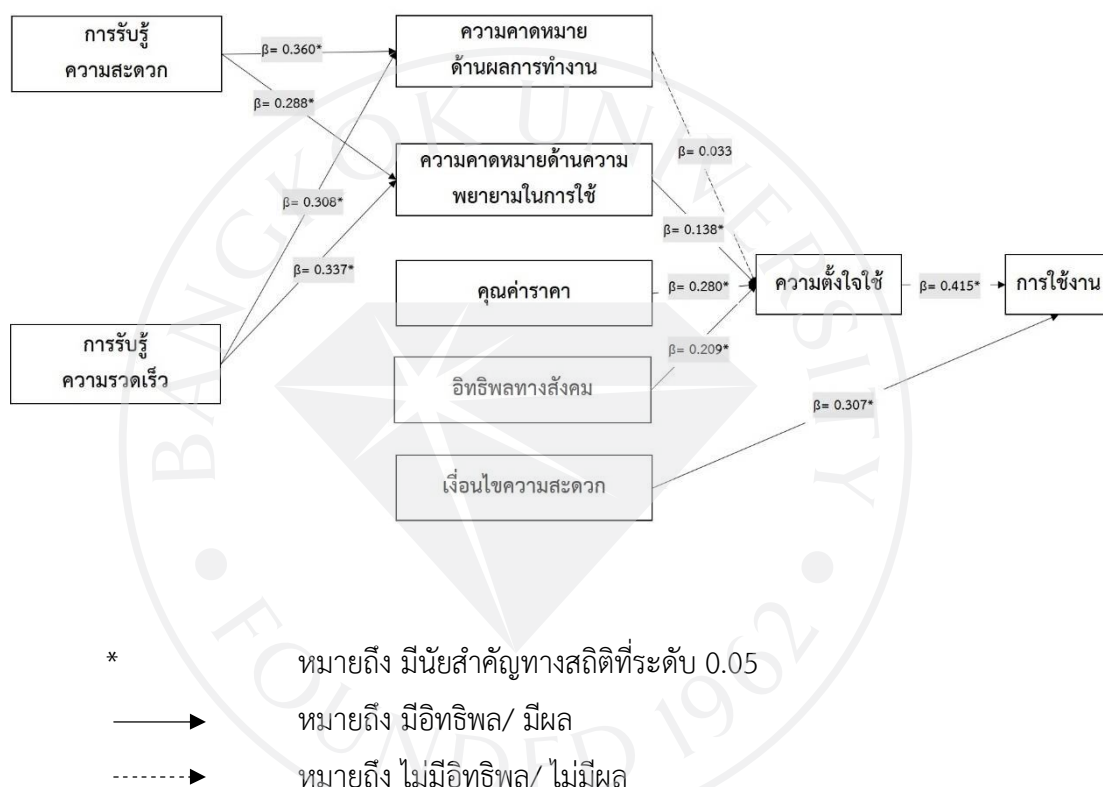 การรับรู้
ความสะดวก
β= 0.360*
ความคาดหมาย
ด้านผลการทำงาน
β= 0.288*
β= 0.033
ความคาดหมายด้านความ
พยายามในการใช้
β= 0.308*
β= 0.138*
β= 0.337*
คุณค่าราคา
β= 0.280*
ความตั้งใจใช้
β= 0.415*
การใช้งาน
การรับรู้
ความรวดเร็ว
β= 0.209*
อิทธิพลทางสังคม
β= 0.307*
เงื่อนไขความสะดวก
BANGKOK UNIVERSITY
FOUNDED 1962
* หมายถึง มีนัยสำคัญทางสถิติที่ระดับ 0.05
หมายถึง มีอิทธิพล/ มีผล
หมายถึง ไม่มีอิทธิพล/ ไม่มีผล